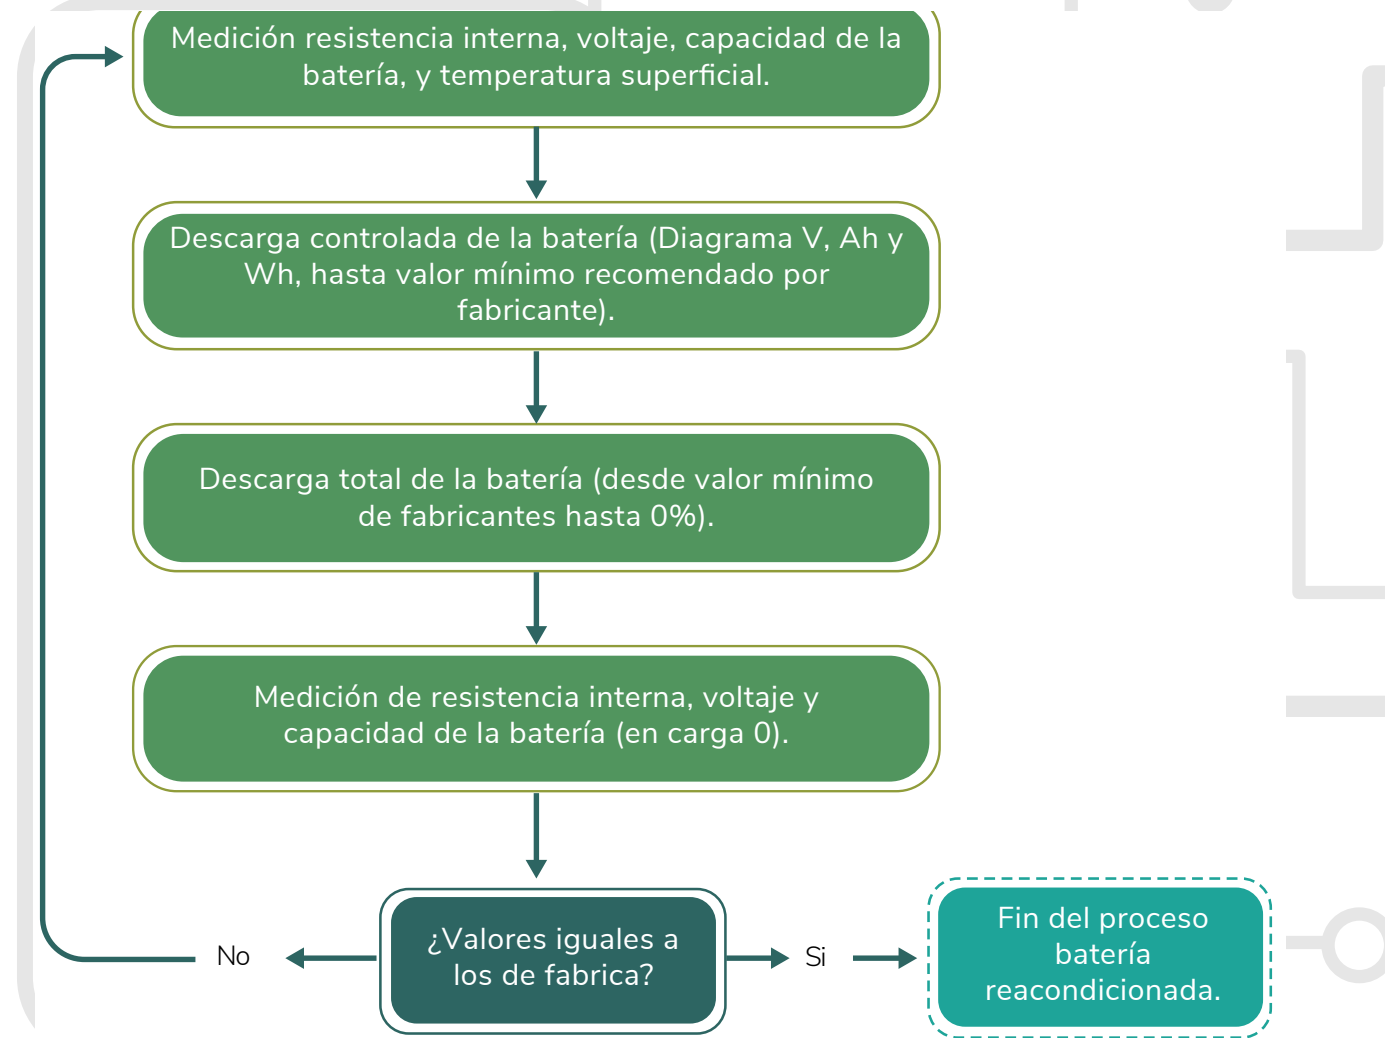 Medición resistencia interna, voltaje, capacidad de la
batería, y temperatura superficial.
Descarga controlada de la batería (Diagrama V, Ah y
Wh, hasta valor mínimo recomendado por
fabricante).
Descarga total de la batería (desde valor mínimo
de fabricantes hasta 0%).
Medición de resistencia interna, voltaje y
capacidad de la batería (en carga 0).
¿Valores iguales a
los de fabrica?
No
Si
Fin del proceso
batería
reacondicionada.